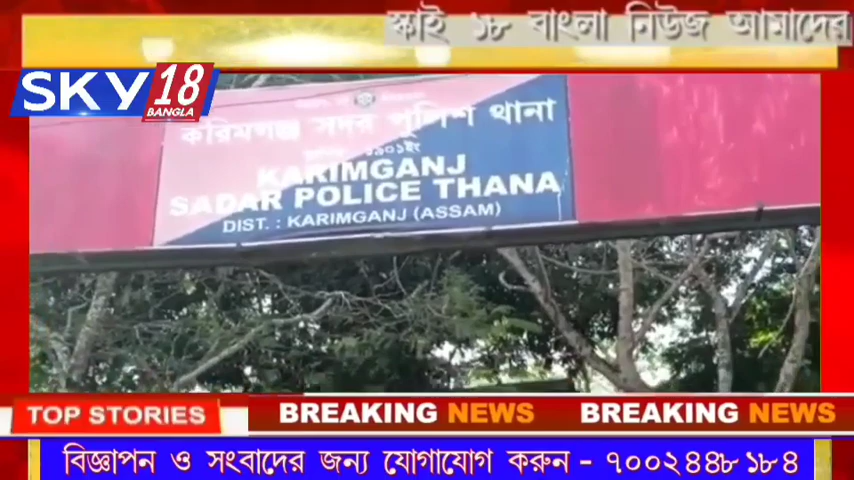 স্কাই ১৮ বাংলা নিউজ আমাদের
SKY 18
BANGLA
করিমগঞ্জ সদর পুলিশ থানা
KARIMGANJ
SADAR POLICE THANA
DIST. : KARIMGANJ (ASSAM)
TOP STORIES BREAKING NEWS BREAKING NEWS
বিজ্ঞাপন ও সংবাদের জন্য যোগাযোগ করুন - ৭০০২৪৪৮১৮৪